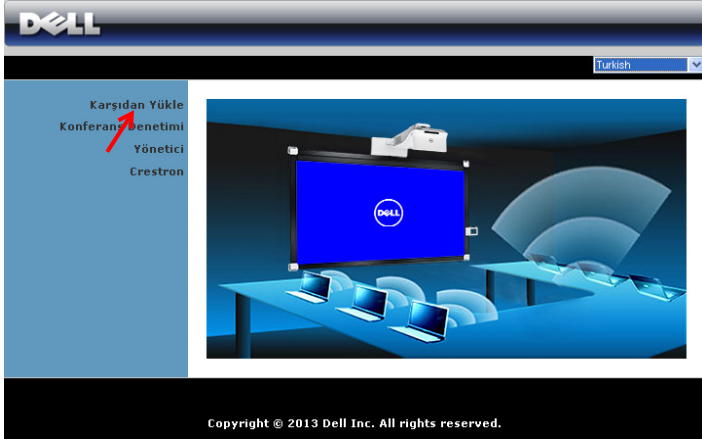 DELL
Turkish
Karşıdan Yükle
Konferans Denetimi
Yönetici
Crestron
DELL
Copyright © 2013 Dell Inc. All rights reserved.